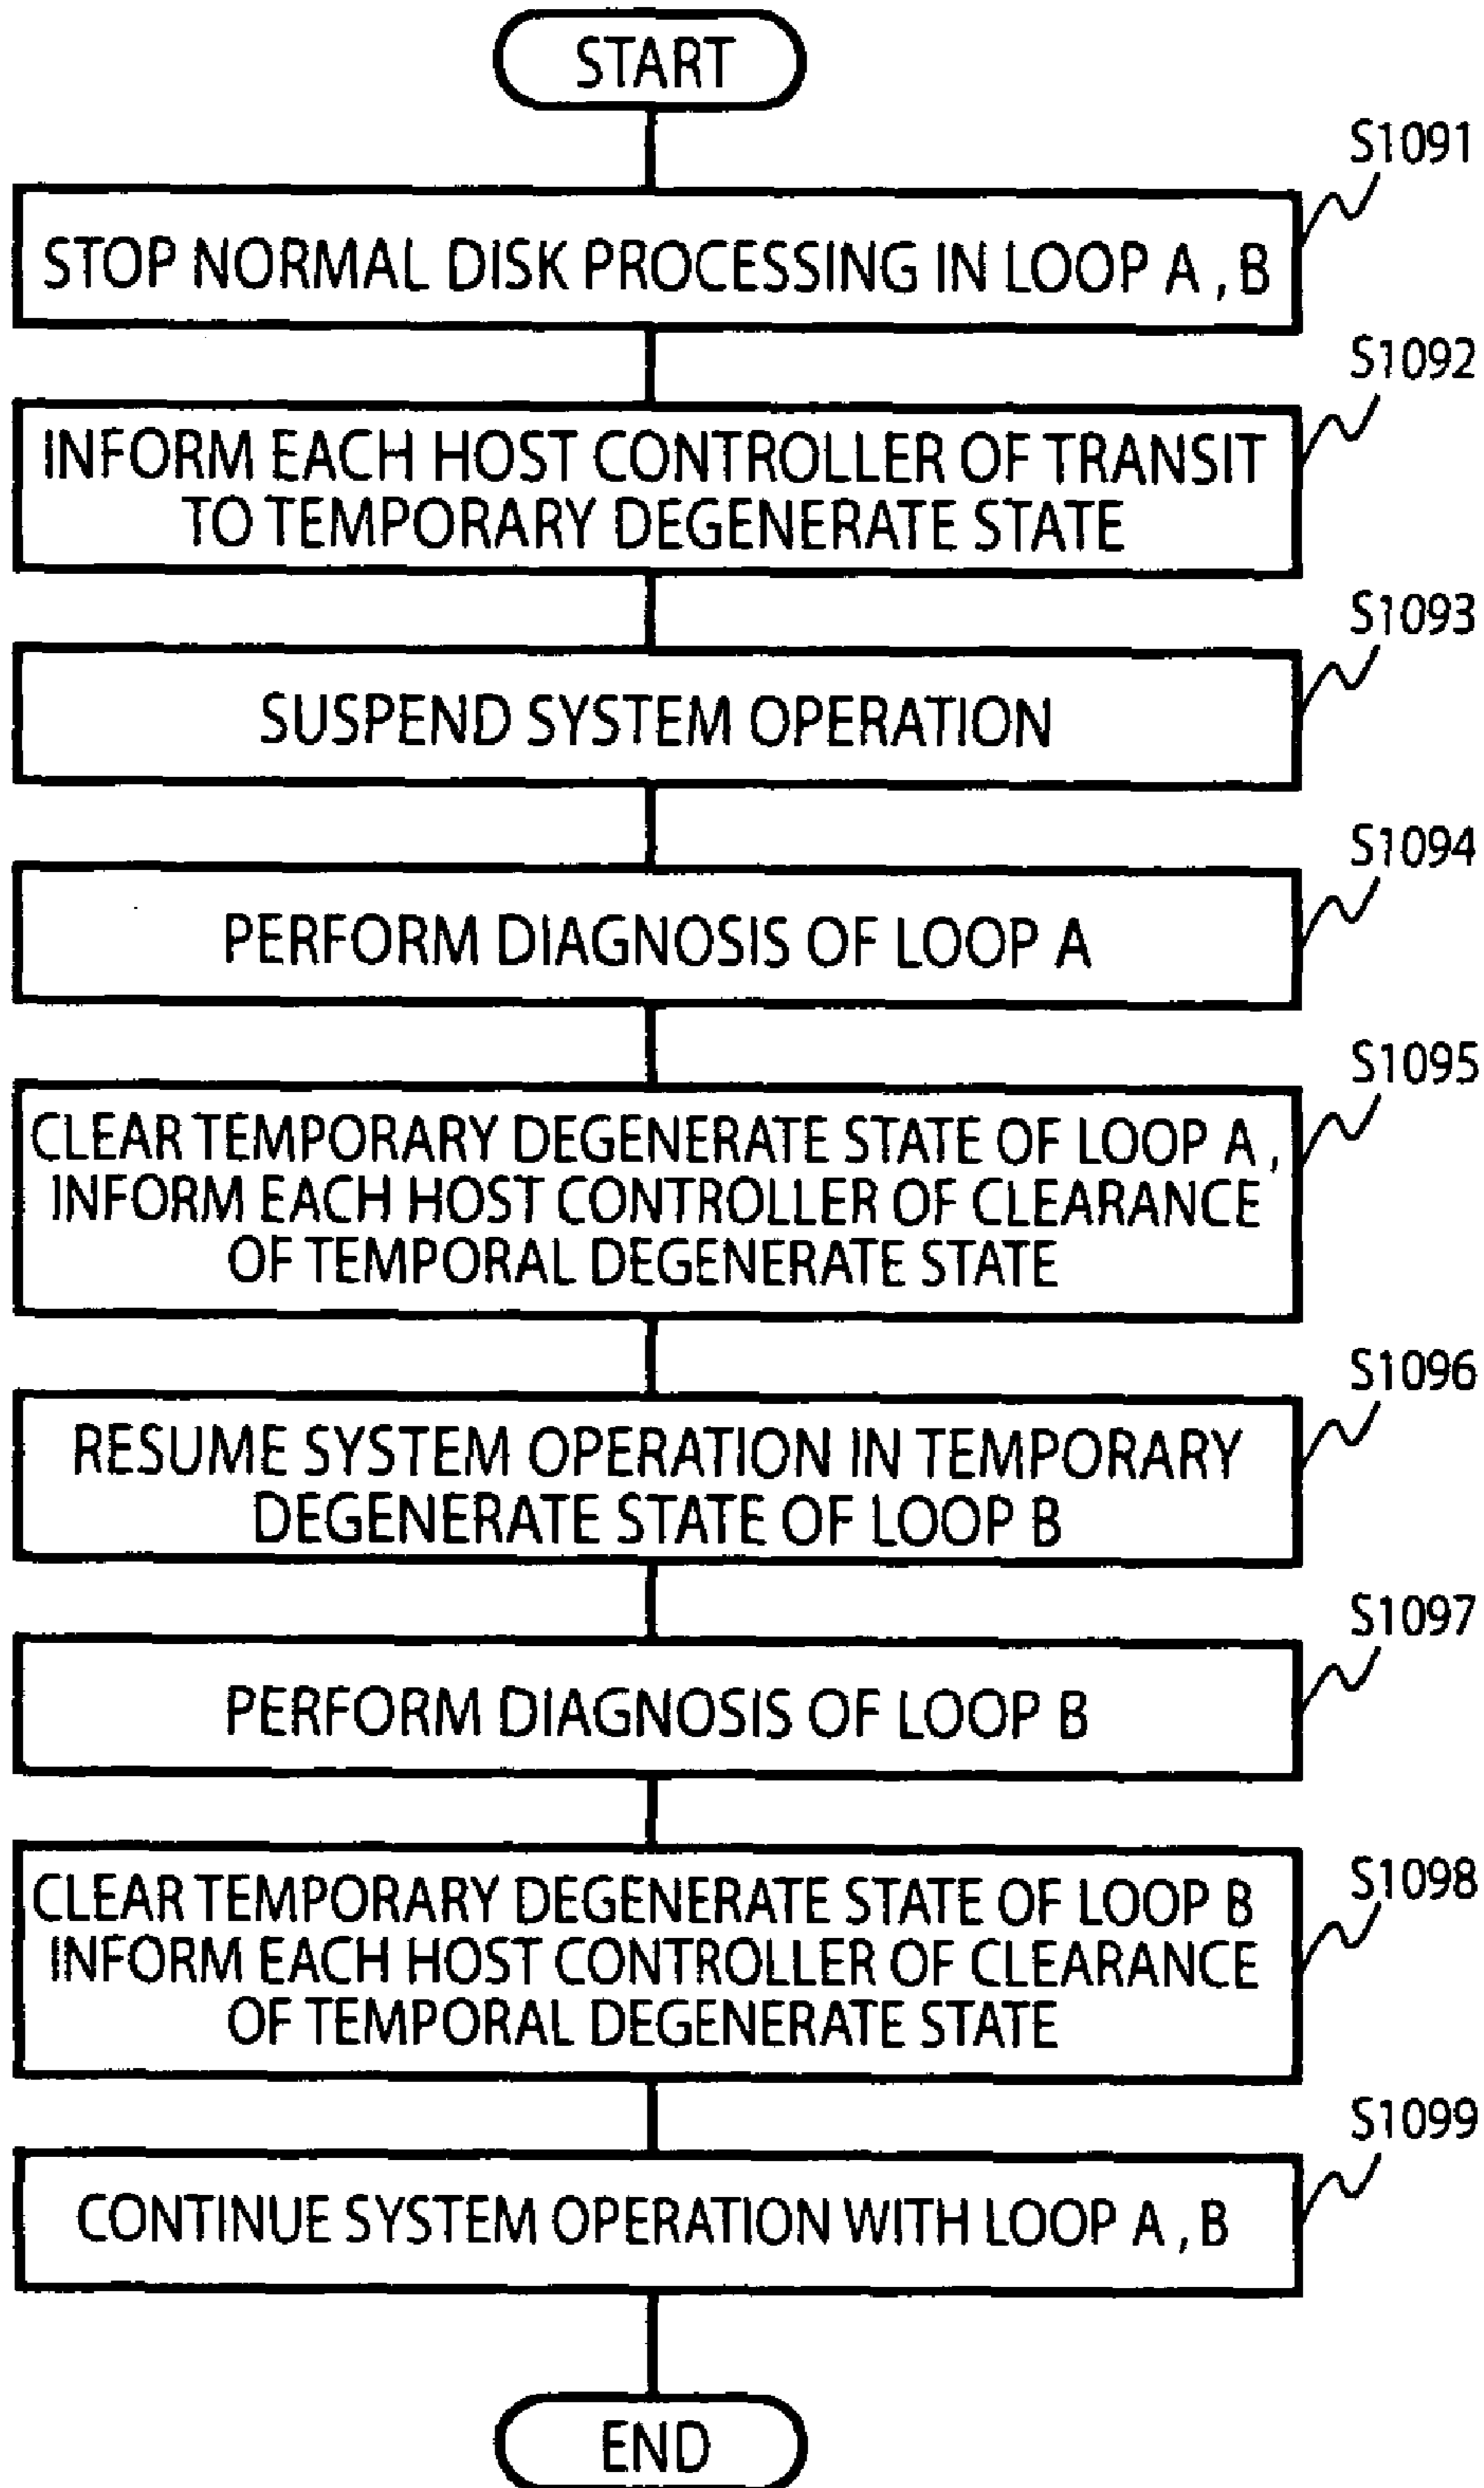 START
S1091
STOP NORMAL DISK PROCESSING IN LOOP A , B
S1092
INFORM EACH HOST CONTROLLER OF TRANSIT
TO TEMPORARY DEGENERATE STATE
S1093
SUSPEND SYSTEM OPERATION
S1094
PERFORM DIAGNOSIS OF LOOP A
S1095
CLEAR TEMPORARY DEGENERATE STATE OF LOOP A ,
INFORM EACH HOST CONTROLLER OF CLEARANCE
OF TEMPORAL DEGENERATE STATE
S1096
RESUME SYSTEM OPERATION IN TEMPORARY
DEGENERATE STATE OF LOOP B
S1097
PERFORM DIAGNOSIS OF LOOP B
S1098
CLEAR TEMPORARY DEGENERATE STATE OF LOOP B
INFORM EACH HOST CONTROLLER OF CLEARANCE
OF TEMPORAL DEGENERATE STATE
S1099
CONTINUE SYSTEM OPERATION WITH LOOP A , B
END